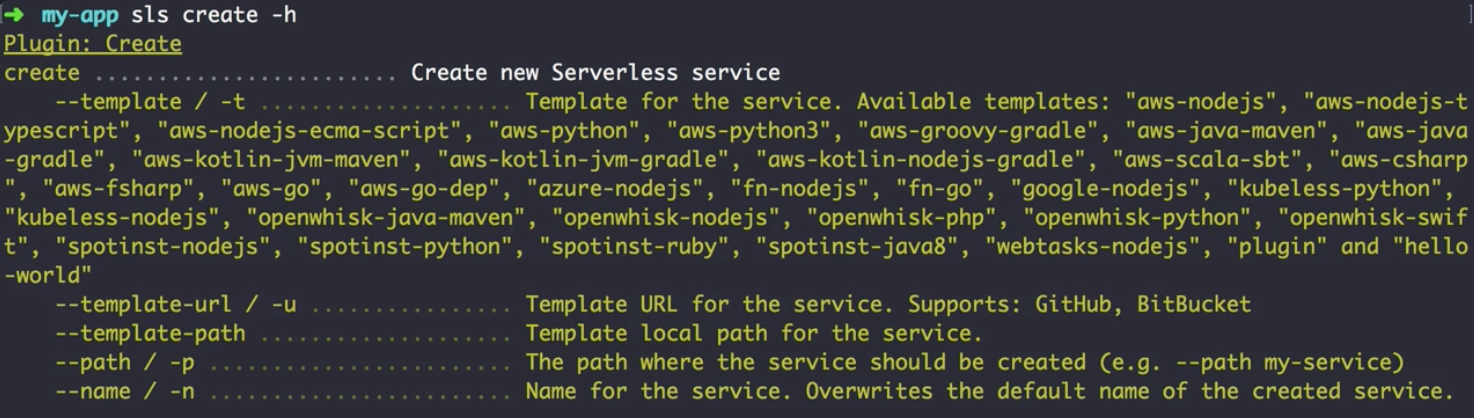 ➜ my-app sls create -h
Plugin: Create
create ........................ Create new Serverless service
    --template / -t .................... Template for the service. Available templates: "aws-nodejs", "aws-nodejs-t
ypescript", "aws-nodejs-ecma-script", "aws-python", "aws-python3", "aws-groovy-gradle", "aws-java-maven", "aws-java
-gradle", "aws-kotlin-jvm-maven", "aws-kotlin-jvm-gradle", "aws-kotlin-nodejs-gradle", "aws-scala-sbt", "aws-csharp
", "aws-fsharp", "aws-go", "aws-go-dep", "azure-nodejs", "fn-nodejs", "fn-go", "google-nodejs", "kubeless-python",
"kubeless-nodejs", "openwhisk-java-maven", "openwhisk-nodejs", "openwhisk-php", "openwhisk-python", "openwhisk-swif
t", "spotinst-nodejs", "spotinst-python", "spotinst-ruby", "spotinst-java8", "webtasks-nodejs", "plugin" and "hello
-world"
    --template-url / -u ................ Template URL for the service. Supports: GitHub, BitBucket
    --template-path .................... Template local path for the service.
    --path / -p ........................ The path where the service should be created (e.g. --path my-service)
    --name / -n ........................ Name for the service. Overwrites the default name of the created service.